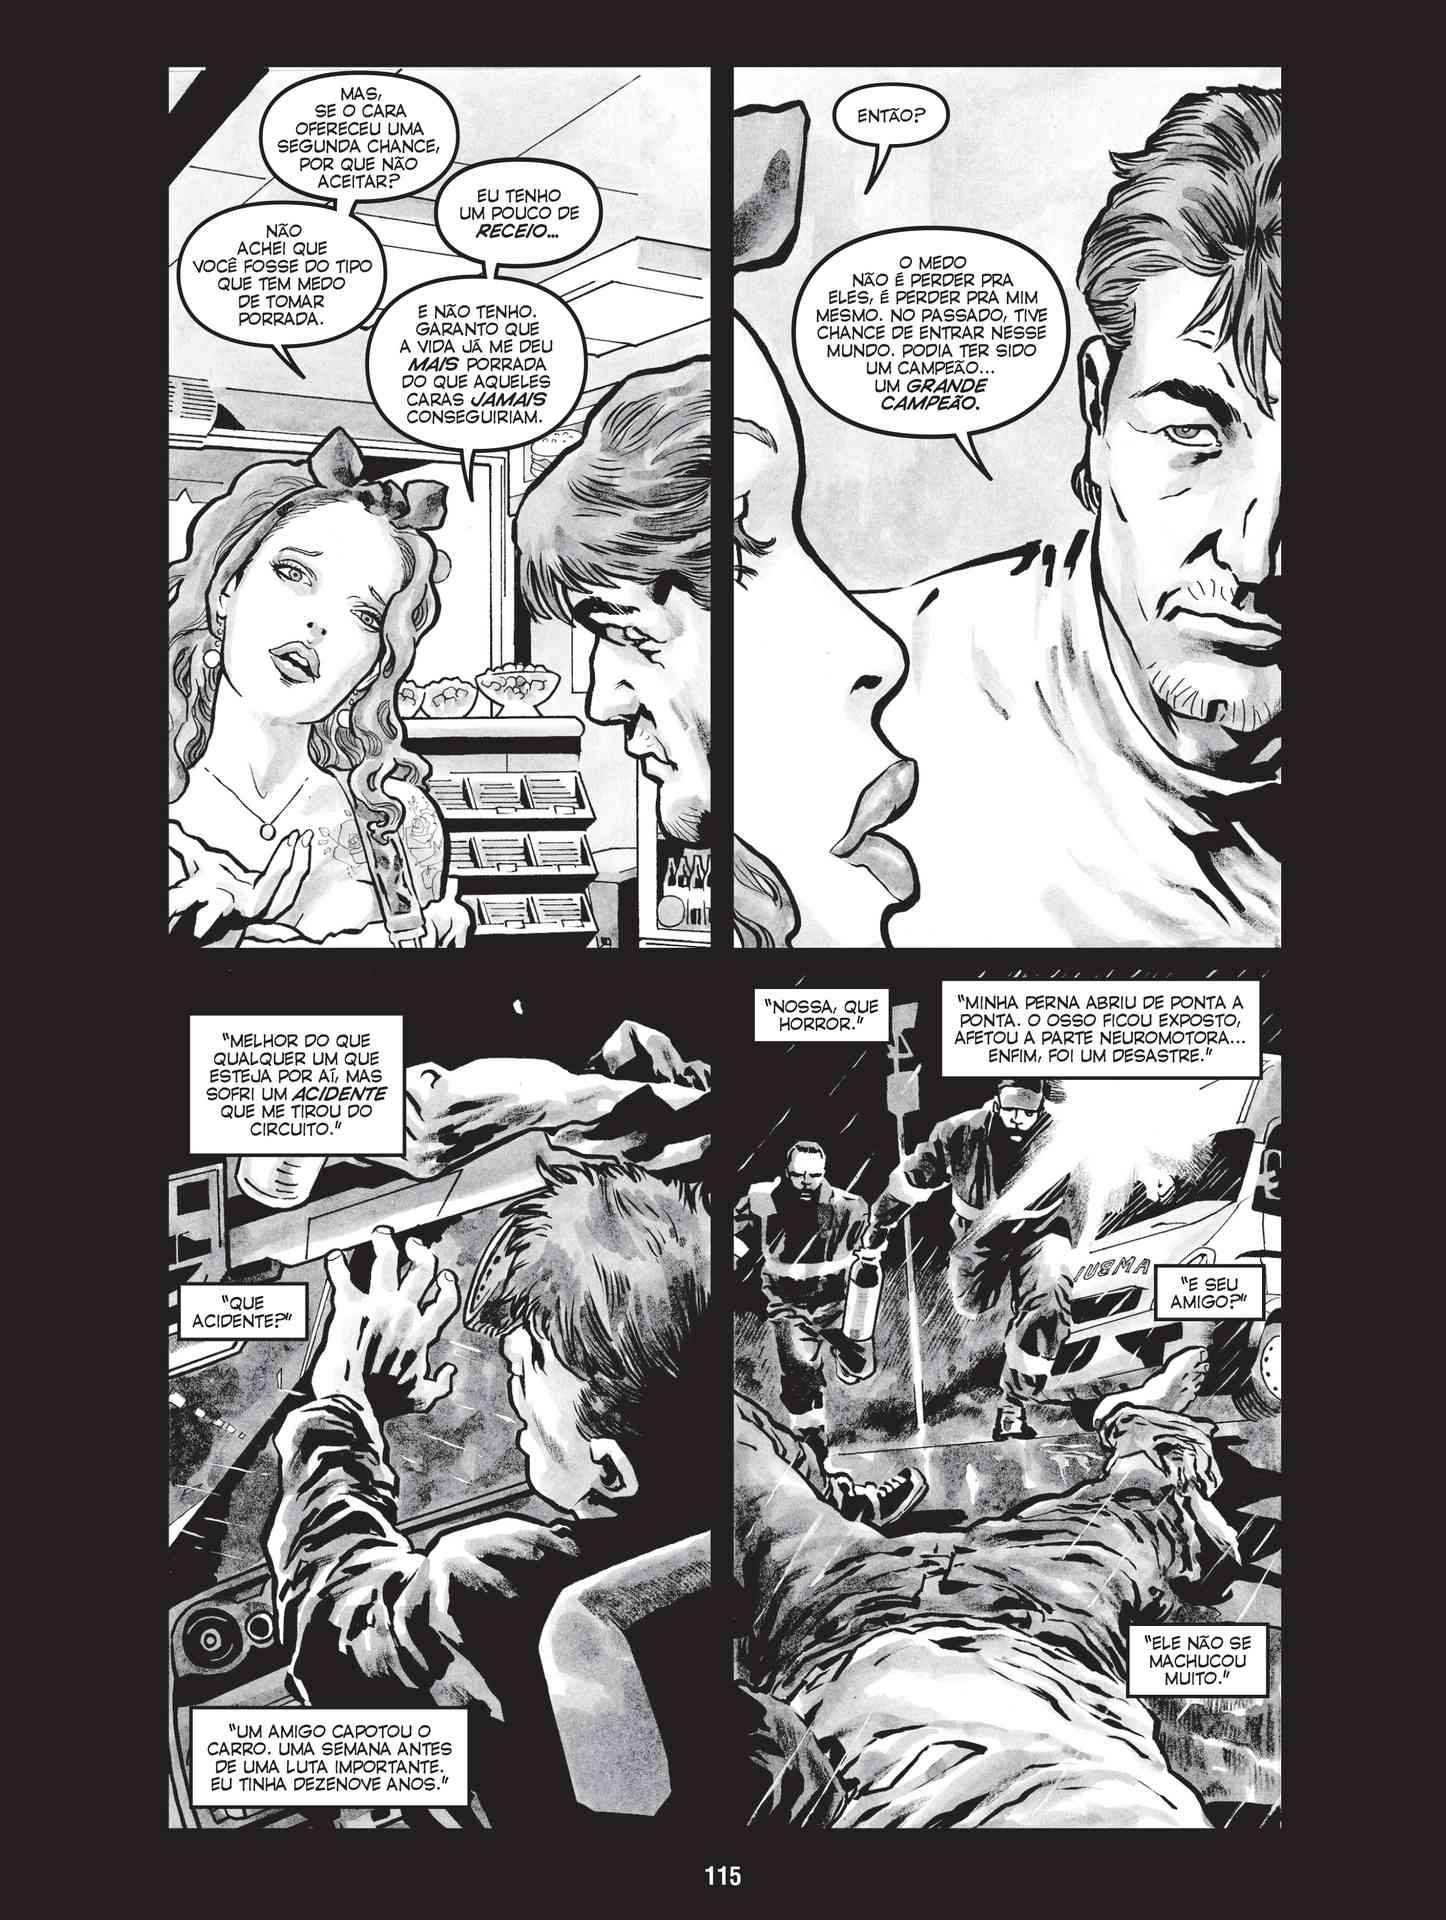 MAS,
SE O CARA
OFERECEU UMA
SEGUNDA CHANCE,
POR QUE NÃO
ACEITAR?
EU TENHO
UM POUCO DE
RECEIO...
NÃO
ACHEI QUE
VOCÊ FOSSE DO TIPO
QUE TEM MEDO
DE TOMAR
PORRADA.
E NÃO TENHO.
GARANTO QUE
A VIDA JÁ ME DEU
MAIS PORRADA
DO QUE AQUELES
CARAS JAMAIS
CONSEGUIRIAM.
ENTÃO?
O MEDO
NÃO É PERDER PRA
ELES, É PERDER PRA MIM
MESMO. NO PASSADO, TIVE
CHANCE DE ENTRAR NESSE
MUNDO. PODIA TER SIDO
UM CAMPEÃO...
UM GRANDE
CAMPEÃO.
"MELHOR DO QUE
QUALQUER UM QUE
ESTEJA POR AÍ, MAS
SOFRI UM ACIDENTE
QUE ME TIROU DO
CIRCUITO."
"QUE
ACIDENTE?"
"UM AMIGO CAPOTOU O
CARRO. UMA SEMANA ANTES
DE UMA LUTA IMPORTANTE.
EU TINHA DEZENOVE ANOS."
"NOSSA, QUE
HORROR."
"MINHA PERNA ABRIU DE PONTA A
PONTA. O OSSO FICOU EXPOSTO,
AFETOU A PARTE NEUROMOTORA...
ENFIM, FOI UM DESASTRE."
"E SEU
AMIGO?"
"ELE NÃO SE
MACHUCOU
MUITO."
115